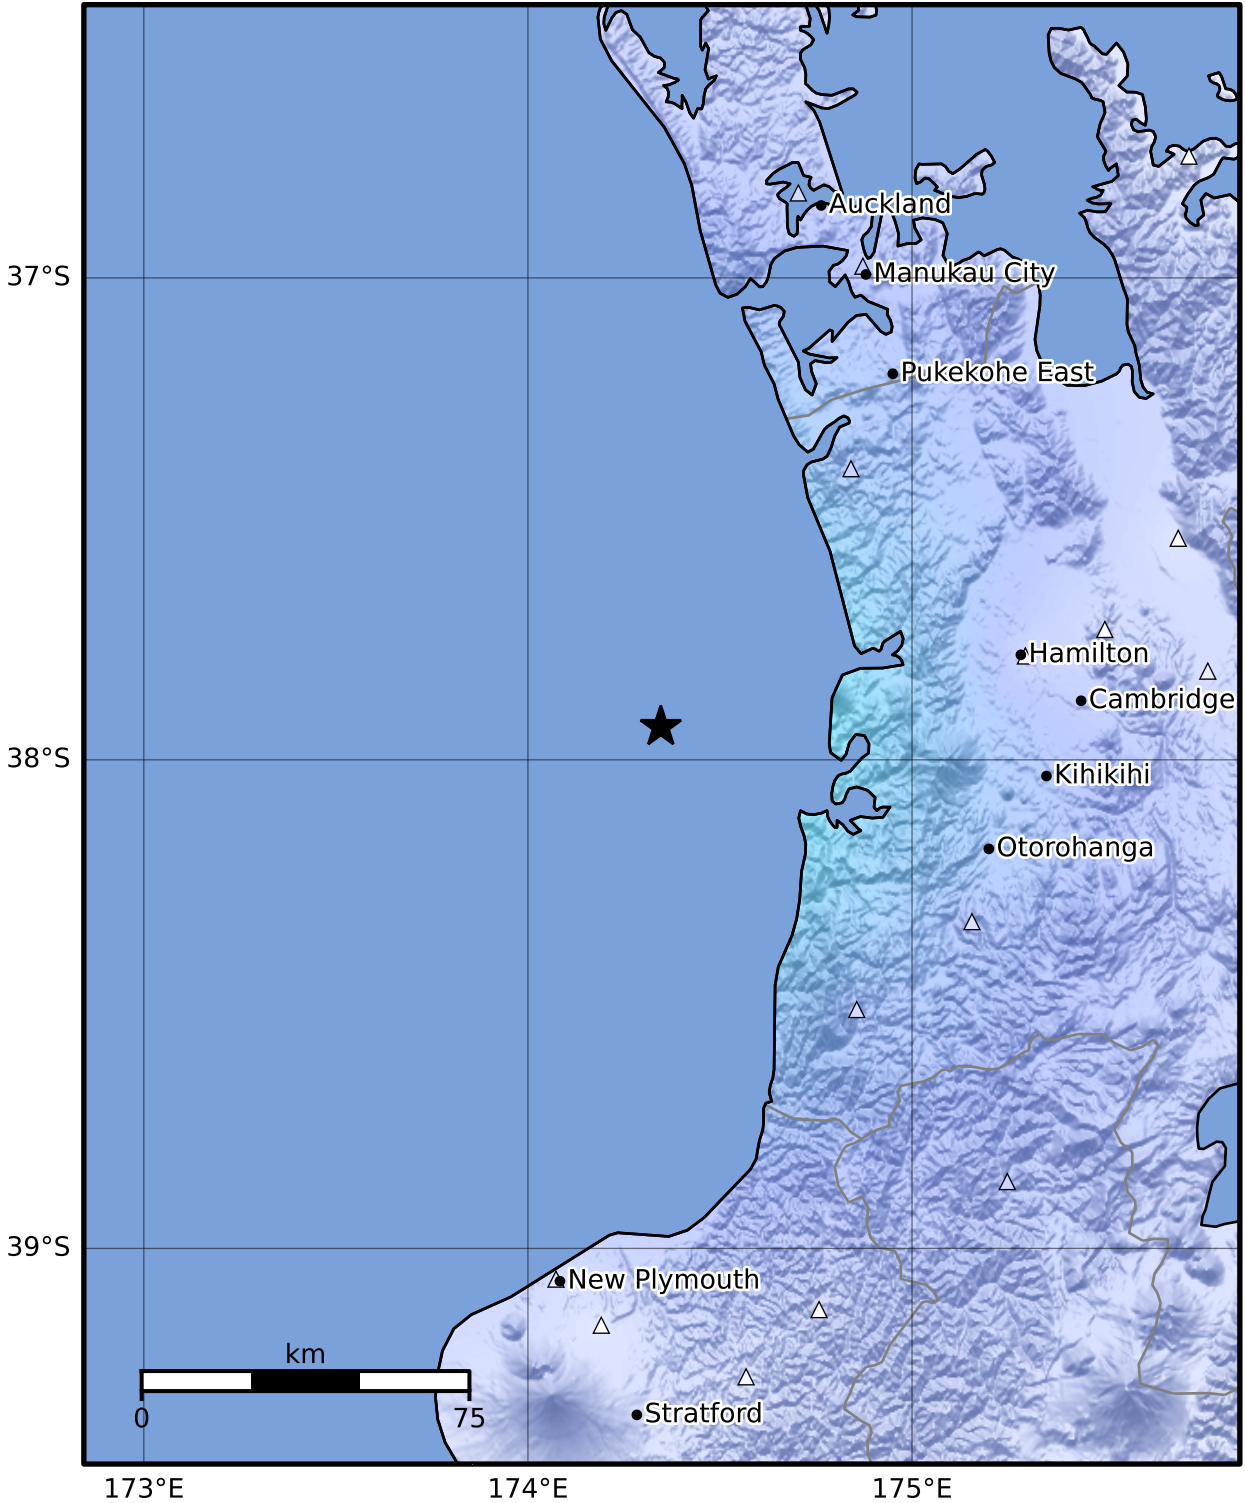 Auckland
37°S
Manukau City
Pukekohe East
Hamilton
Cambridge
38°S
Kihikihi
Otorohanga
39°S
New Plymouth
km
0
75
Stratford
173°E
174°E
175°E